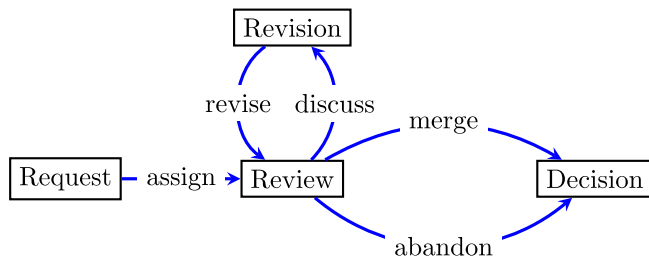 Revision
revise
discuss
merge
Request
assign
Review
Decision
abandon